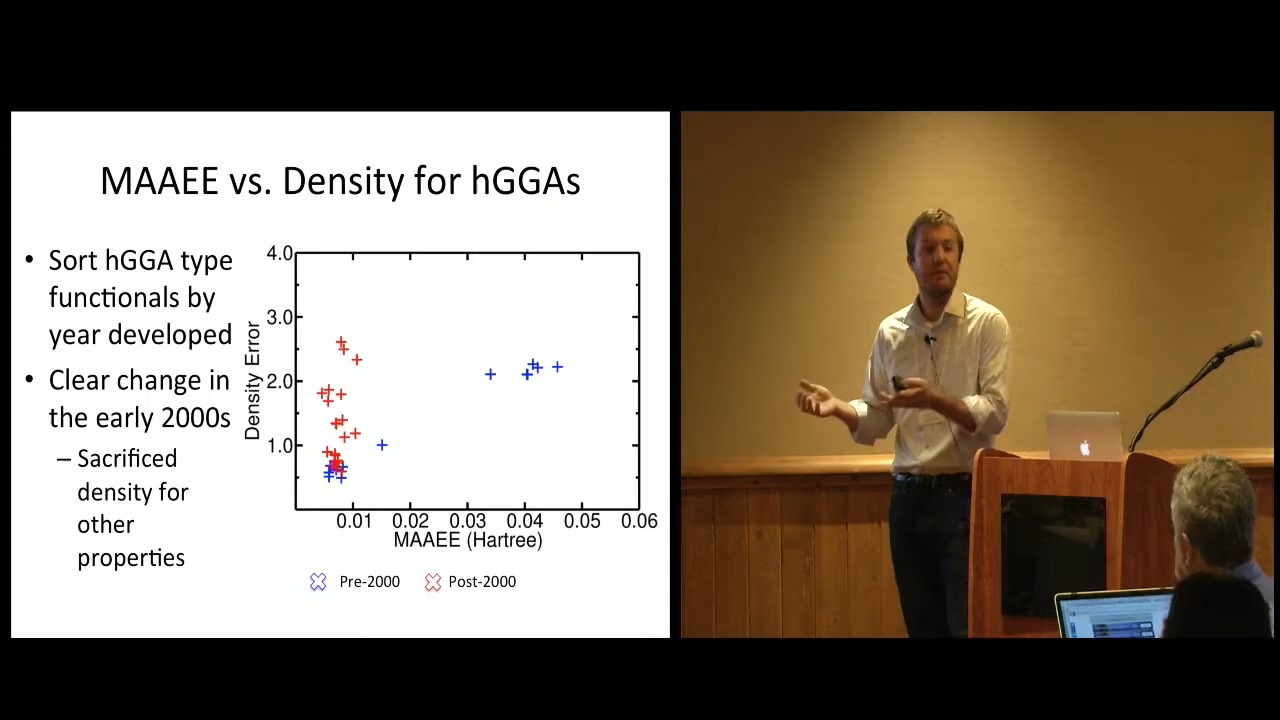 MAAEE vs. Density for hGGAs
• Sort hGGA type
functionals by
year developed
• Clear change in
the early 2000s
– Sacrificed
density for
other
properties
4.0
3.0
2.0
1.0
Density Error
0.01 0.02 0.03 0.04 0.05 0.06
MAAEE (Hartree)
Pre-2000 Post-2000